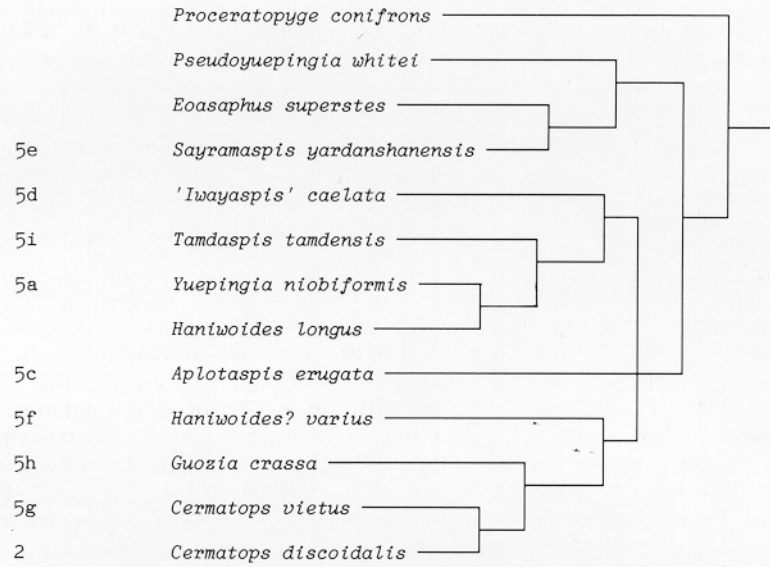 Proceratopyge conifrons
Pseudoyuepingia whitei
Eoasaphus superstes
5e Sayramaspis yardanshanensis
5d 'Iwayaspis' caelata
5i Tamdaspis tamdensis
5a Yuepingia niobiformis
Haniwoides longus
5c Aplotaspis erugata
5f Haniwoides? varius
5h Guozia crassa
5g Cermatops vietus
2 Cermatops discoidalis